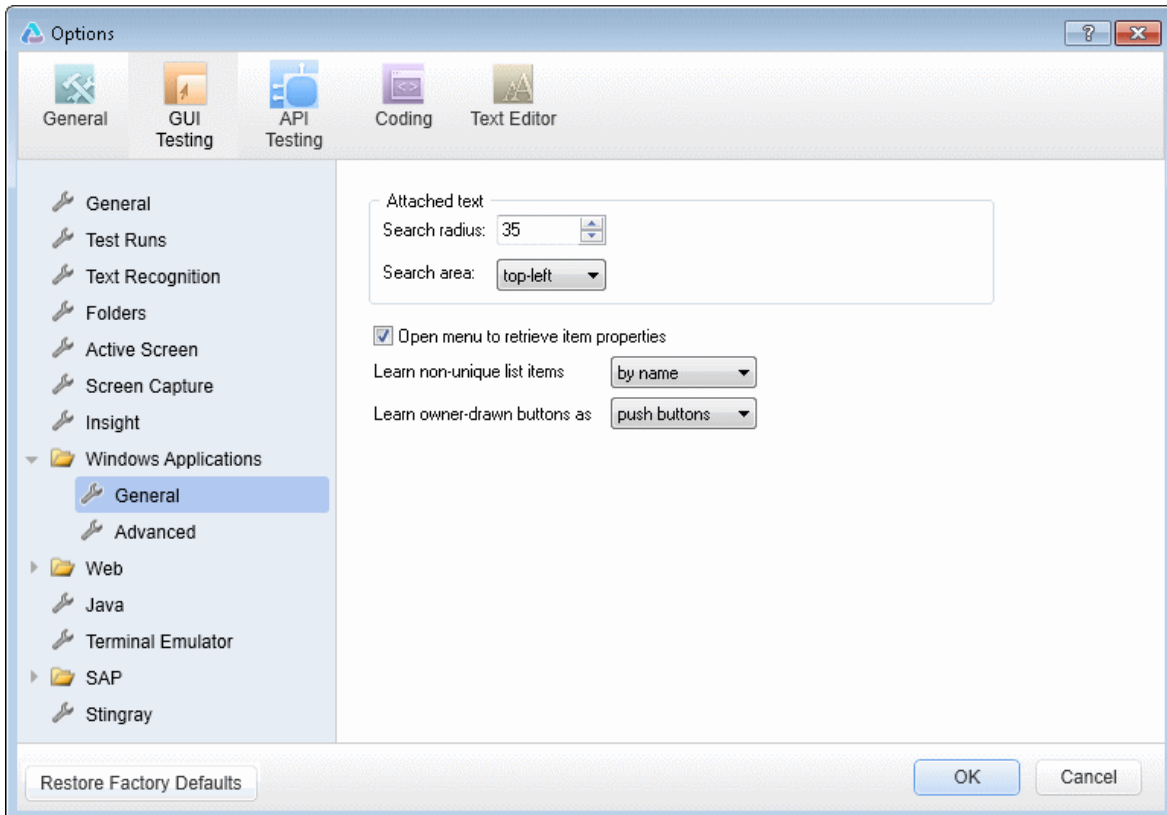 Options
General
GUI
Testing
API
Testing
Coding
Text Editor
General
Test Runs
Text Recognition
Folders
Active Screen
Screen Capture
Insight
Windows Applications
General
Advanced
Web
Java
Terminal Emulator
SAP
Stingray
Attached text
Search radius: 35
Search area: top-left
Open menu to retrieve item properties
Learn non-unique list items by name
Learn owner-drawn buttons as push buttons
Restore Factory Defaults
OK
Cancel